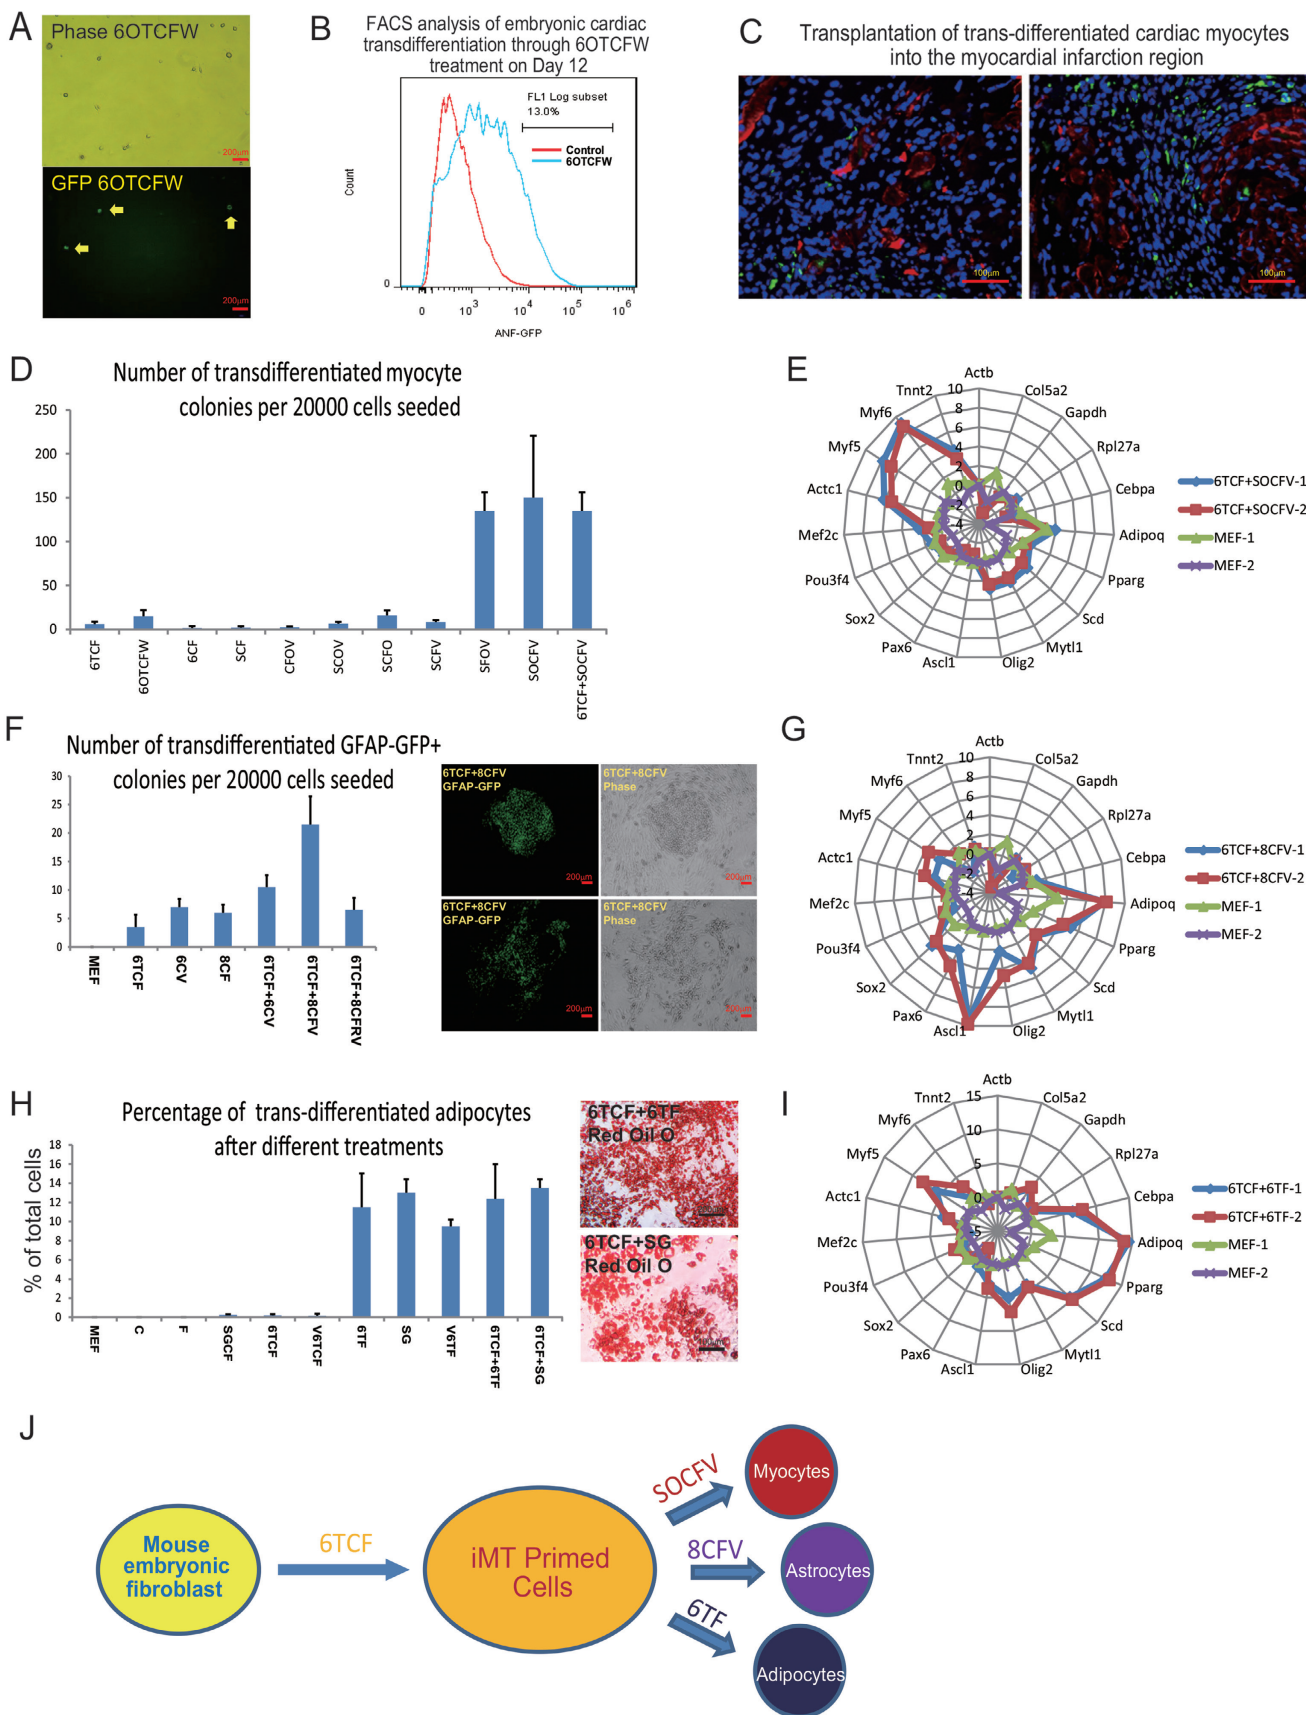 A
Phase 6OTCFW
200µm
GFP 6OTCFW
200µm
B
FACS analysis of embryonic cardiac
transdifferentiation through 6OTCFW
treatment on Day 12
FL1 Log subset
13.0%
Control
6OTCFW
Count
0
0 10^3 10^4 10^5 10^6
ANF-GFP
C
Transplantation of trans-differentiated cardiac myocytes
into the myocardial infarction region
100µm
100µm
D
Number of transdifferentiated myocyte
colonies per 20000 cells seeded
250
200
150
100
50
0
6TCF
6OTCFW
6CF
SCF
CFOV
SCOV
SCFO
SCFV
SFOV
SOCFV
6TCF+SOCFV
E
Actb
Col5a2
Gapdh
Rpl27a
Cebpa
Adipoq
Pparg
Scd
Mytl1
Olig2
Ascl1
Pax6
Sox2
Pou3f4
Mef2c
Actc1
Myf5
Myf6
Tnnt2
10
8
6
4
2
0
-2
-4
6TCF+SOCFV-1
6TCF+SOCFV-2
MEF-1
MEF-2
F
Number of transdifferentiated GFAP-GFP+
colonies per 20000 cells seeded
30
25
20
15
10
5
0
MEF
6TCF
6CV
8CF
6TCF+6CV
6TCF+8CFV
6TCF+8CFRV
6TCF+8CFV
GFAP-GFP
200µm
6TCF+8CFV
Phase
200µm
6TCF+8CFV
GFAP-GFP
200µm
6TCF+8CFV
Phase
200µm
G
Actb
Col5a2
Gapdh
Rpl27a
Cebpa
Adipoq
Pparg
Scd
Mytl1
Olig2
Ascl1
Pax6
Sox2
Pou3f4
Mef2c
Actc1
Myf5
Myf6
Tnnt2
10
8
6
4
2
0
-2
-4
6TCF+8CFV-1
6TCF+8CFV-2
MEF-1
MEF-2
H
Percentage of trans-differentiated adipocytes
after different treatments
% of total cells
18
16
14
12
10
8
6
4
2
0
MEF
C
F
SGCF
6TCF
V6TCF
6TF
SG
V6TF
6TCF+6TF
6TCF+SG
6TCF+6TF
Red Oil O
6TCF+SG
Red Oil O
I
Actb
Col5a2
Gapdh
Rpl27a
Cebpa
Adipoq
Pparg
Scd
Mytl1
Olig2
Ascl1
Pax6
Sox2
Pou3f4
Mef2c
Actc1
Myf5
Myf6
Tnnt2
15
10
5
0
-5
6TCF+6TF-1
6TCF+6TF-2
MEF-1
MEF-2
J
Mouse
embryonic
fibroblast
6TCF
iMT Primed
Cells
SOCFV
Myocytes
8CFV
Astrocytes
6TF
Adipocytes